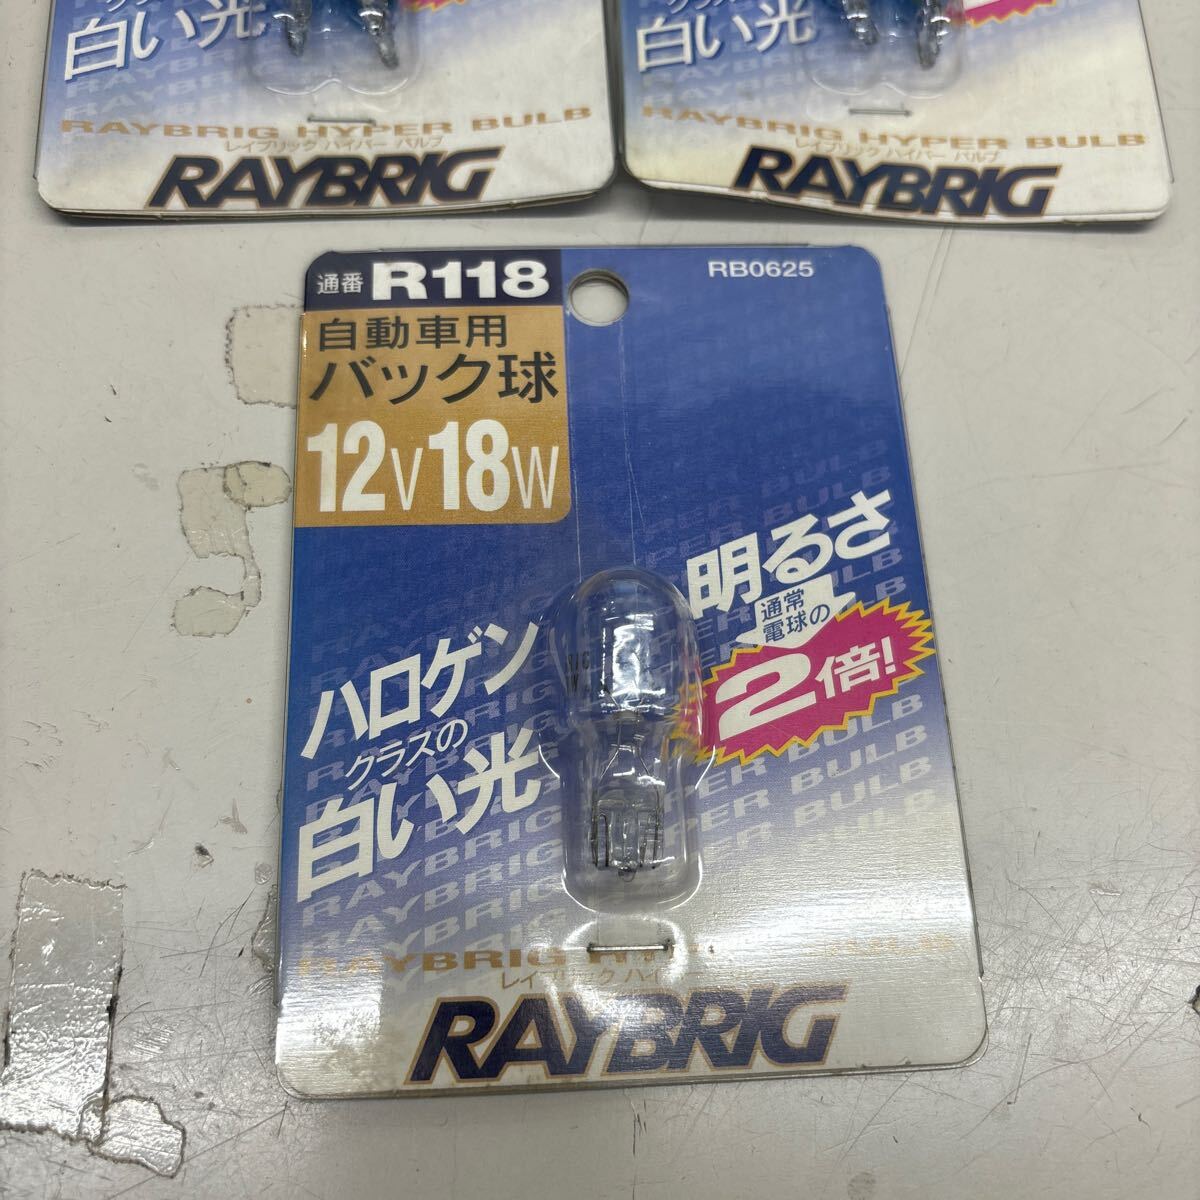 白い光
RAYBRIG HYPER BULB
レイブリック ハイパー バルブ
RAYBRIG
白い光
RAYBRIG HYPER BULB
レイブリック ハイパー バルブ
RAYBRIG
通番 R118
RB0625
自動車用
バック球
12V18W
明るさ
通常
電球の
2倍!
ハロゲン
クラスの
白い光
RAYBRIG